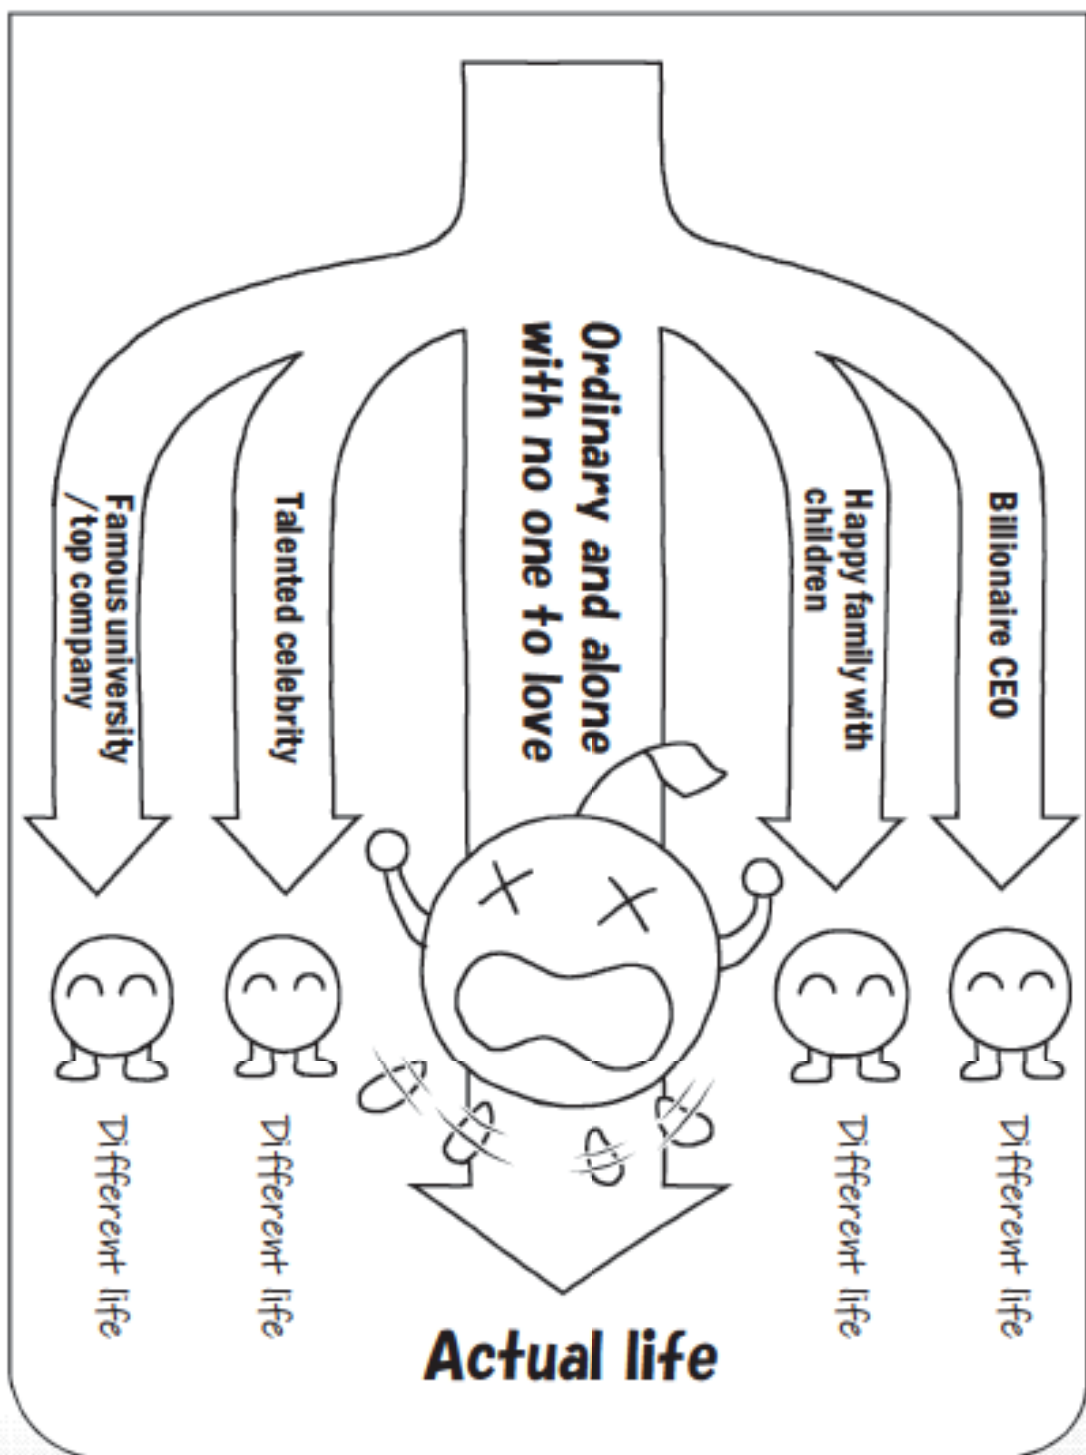 Famous university
/top company
Talented celebrity
Ordinary and alone
with no one to love
Happy family with
children
Billionaire CEO
Different life
Different life
Different life
Different life
Actual life